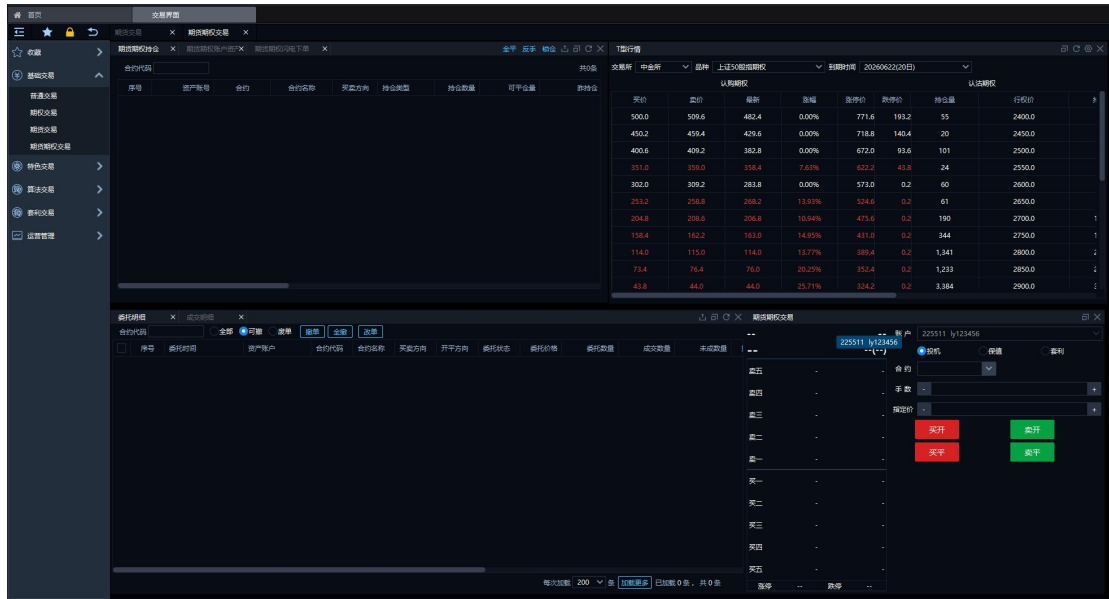 首页 交易界面
期货交易 × 期货期权交易 ×
收藏
基础交易
普通交易
期权交易
期货交易
期货期权交易
特色交易
算法交易
套利交易
运营管理
期货期权持仓 × 期货期权账户资产× 期货期权闪电下单 × 全平 反手 锁仓
合约代码 共0条
序号 资产账号 合约 合约名称 买卖方向 持仓类型 持仓数量 可平仓量 昨持仓
T型行情
交易所 中金所 品种 上证50股指期权 到期时间 20260622(20日)
认购期权 认沽期权
买价 卖价 最新 涨幅 涨停价 跌停价 持仓量 行权价
500.0 509.6 482.4 0.00% 771.6 193.2 55 2400.0
450.2 459.4 429.6 0.00% 718.8 140.4 20 2450.0
400.6 409.2 382.8 0.00% 672.0 93.6 101 2500.0
351.0 359.0 358.4 7.63% 622.2 43.8 24 2550.0
302.0 309.2 283.8 0.00% 573.0 0.2 60 2600.0
253.2 258.8 268.2 13.93% 524.6 0.2 61 2650.0
204.8 208.6 206.8 10.94% 475.6 0.2 190 2700.0
158.4 162.2 163.0 14.95% 431.0 0.2 344 2750.0
114.0 115.0 114.0 13.77% 389.4 0.2 1,341 2800.0
73.4 76.4 76.0 20.25% 352.4 0.2 1,233 2850.0
43.8 44.0 44.0 25.71% 324.2 0.2 3,384 2900.0
委托明细 × 成交明细 ×
合约代码 全部 可撤 废单 撤单 全撤 改单
序号 委托时间 资产账户 合约代码 合约名称 买卖方向 开平方向 委托状态 委托价格 委托数量 成交数量 未成数量
每次加载 200 条 加载更多 已加载 0 条， 共 0 条
期货期权交易
-- --
-- --(--)
225511 ly123456
卖五 - -
卖四 - -
卖三 - -
卖二 - -
卖一 - -
买一 - -
买二 - -
买三 - -
买四 - -
买五 - -
涨停 -- 跌停 --
账户 225511 ly123456
投机 保值 套利
合约
手数 - +
指定价 - +
买开 卖开
买平 卖平